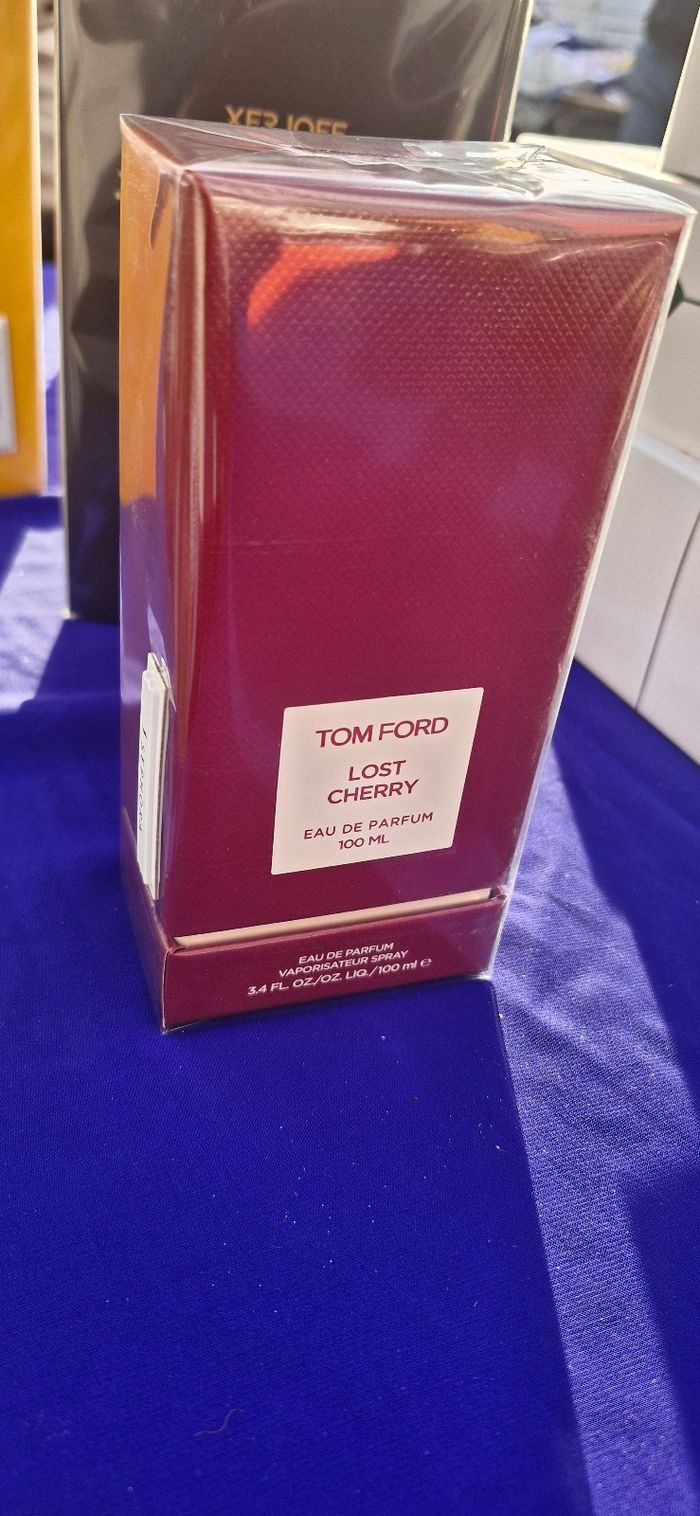 XERJOFF
TOM FORD
LOST
CHERRY
EAU DE PARFUM
100 ML
EAU DE PARFUM
VAPORISATEUR SPRAY
3.4 FL. OZ./OZ. LIQ./100 ml ℮
SEPHORA